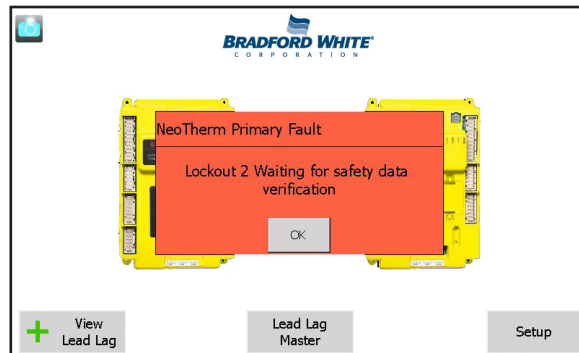 BRADFORD WHITE
CORPORATION
NeoTherm Primary Fault
Lockout 2 Waiting for safety data
verification
OK
View
Lead Lag
Lead Lag
Master
Setup